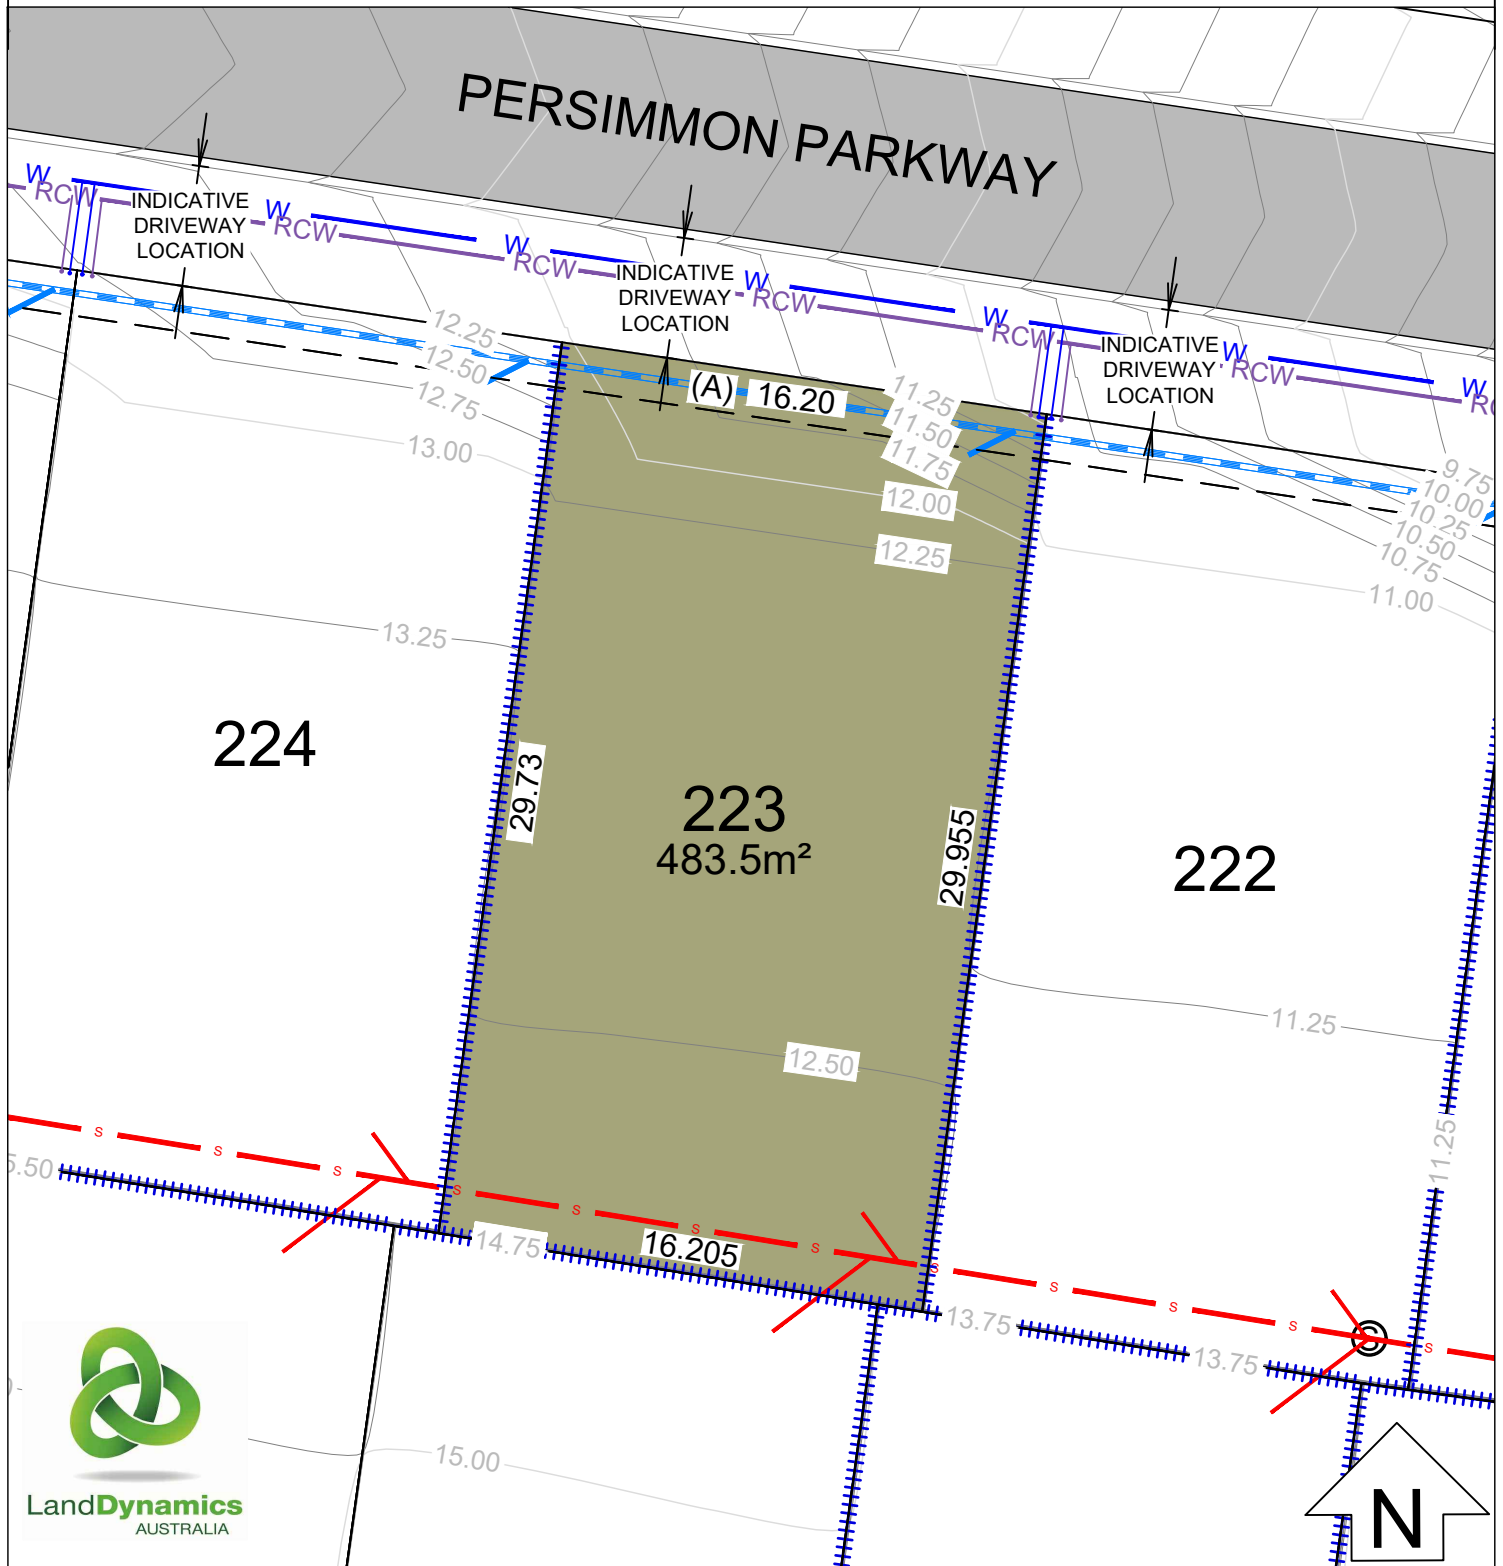 PERSIMMON PARKWAY
W
RCW
INDICATIVE
DRIVEWAY
LOCATION
W
RCW
W
RCW
INDICATIVE
DRIVEWAY
LOCATION
W
RCW
W
RCW
INDICATIVE
DRIVEWAY
LOCATION
W
RCW
W
12.25
12.50
12.75
13.00
(A)
16.20
11.25
11.50
11.75
12.00
12.25
9.75
10.00
10.25
10.50
10.75
11.00
13.25
224
29.73
223
483.5m²
29.955
222
12.50
11.25
11.25
s
s
s
s
s
s
s
s
s
s
s
s
5.50
14.75
16.205
13.75
13.75
S
15.00
LandDynamics
AUSTRALIA
N